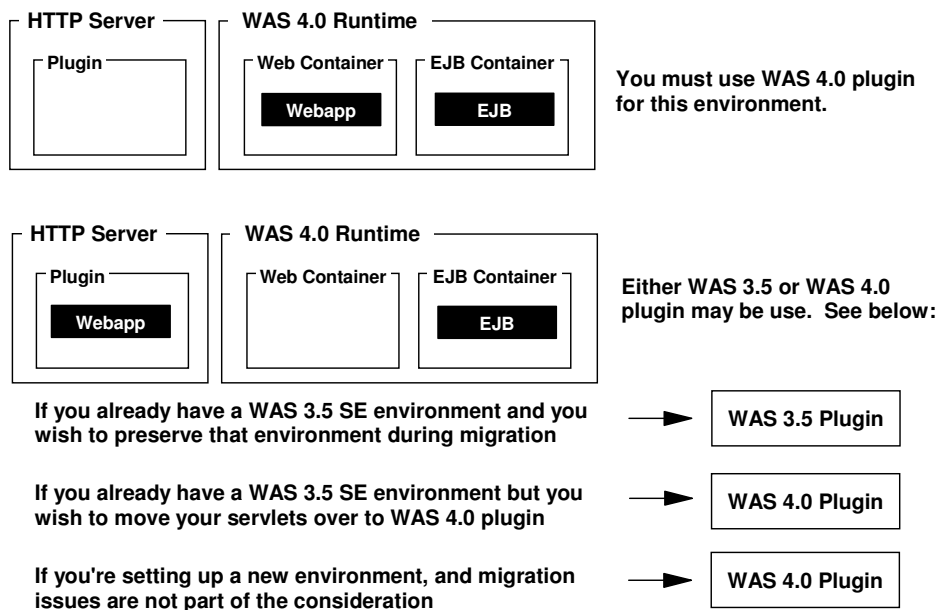 HTTP Server
WAS 4.0 Runtime
Plugin
Web Container
EJB Container
Webapp
EJB
You must use WAS 4.0 plugin
for this environment.
HTTP Server
WAS 4.0 Runtime
Plugin
Web Container
EJB Container
Webapp
EJB
Either WAS 3.5 or WAS 4.0
plugin may be use. See below:
If you already have a WAS 3.5 SE environment and you
wish to preserve that environment during migration
WAS 3.5 Plugin
If you already have a WAS 3.5 SE environment but you
wish to move your servlets over to WAS 4.0 plugin
WAS 4.0 Plugin
If you're setting up a new environment, and migration
issues are not part of the consideration
WAS 4.0 Plugin